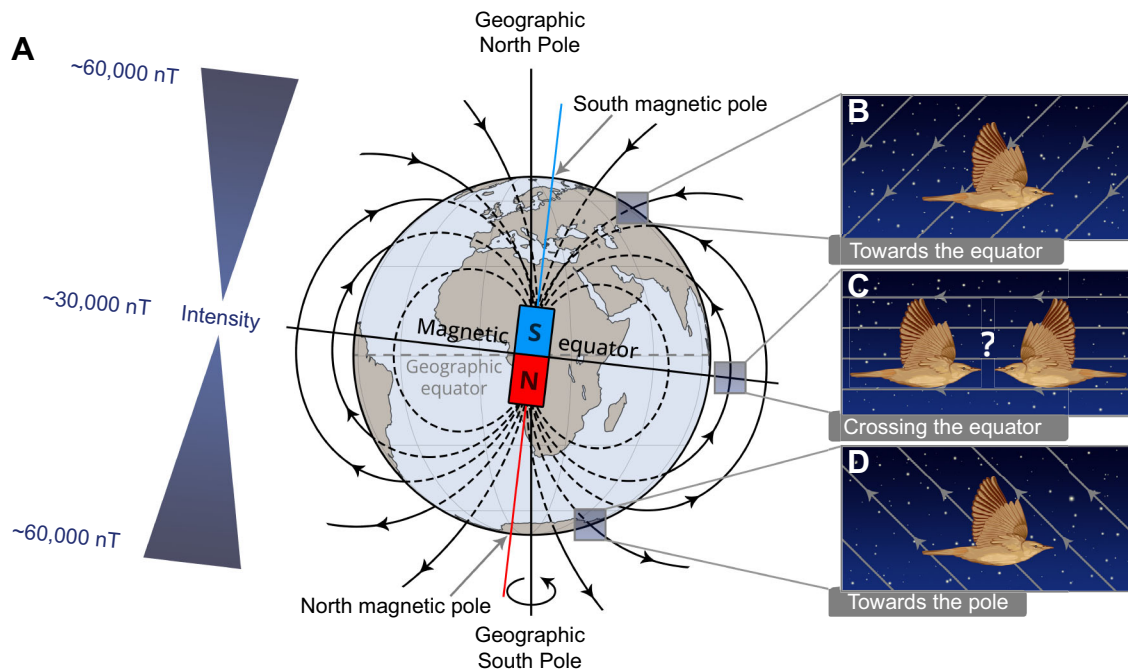 A
Geographic
North Pole
~60,000 nT
South magnetic pole
B
Towards the equator
~30,000 nT
Intensity
Magnetic equator
S
N
Geographic
equator
C
?
Crossing the equator
D
~60,000 nT
Towards the pole
North magnetic pole
Geographic
South Pole